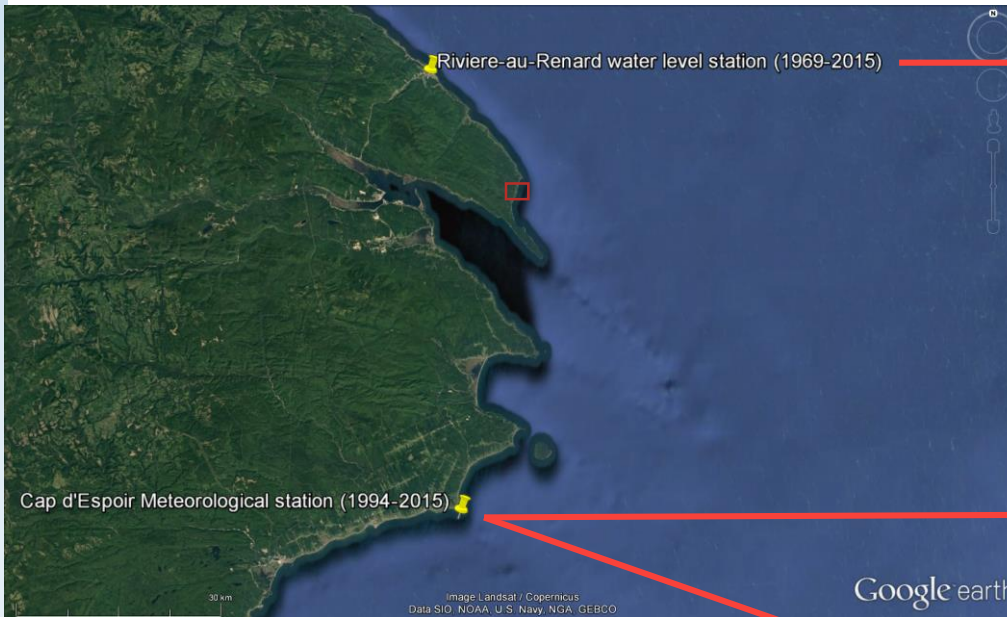 N
Riviere-au-Renard water level station (1969-2015)
Cap d'Espoir Meteorological station (1994-2015)
30 km
Image Landsat / Copernicus
Data SIO, NOAA, U.S. Navy, NGA, GEBCO
Google earth